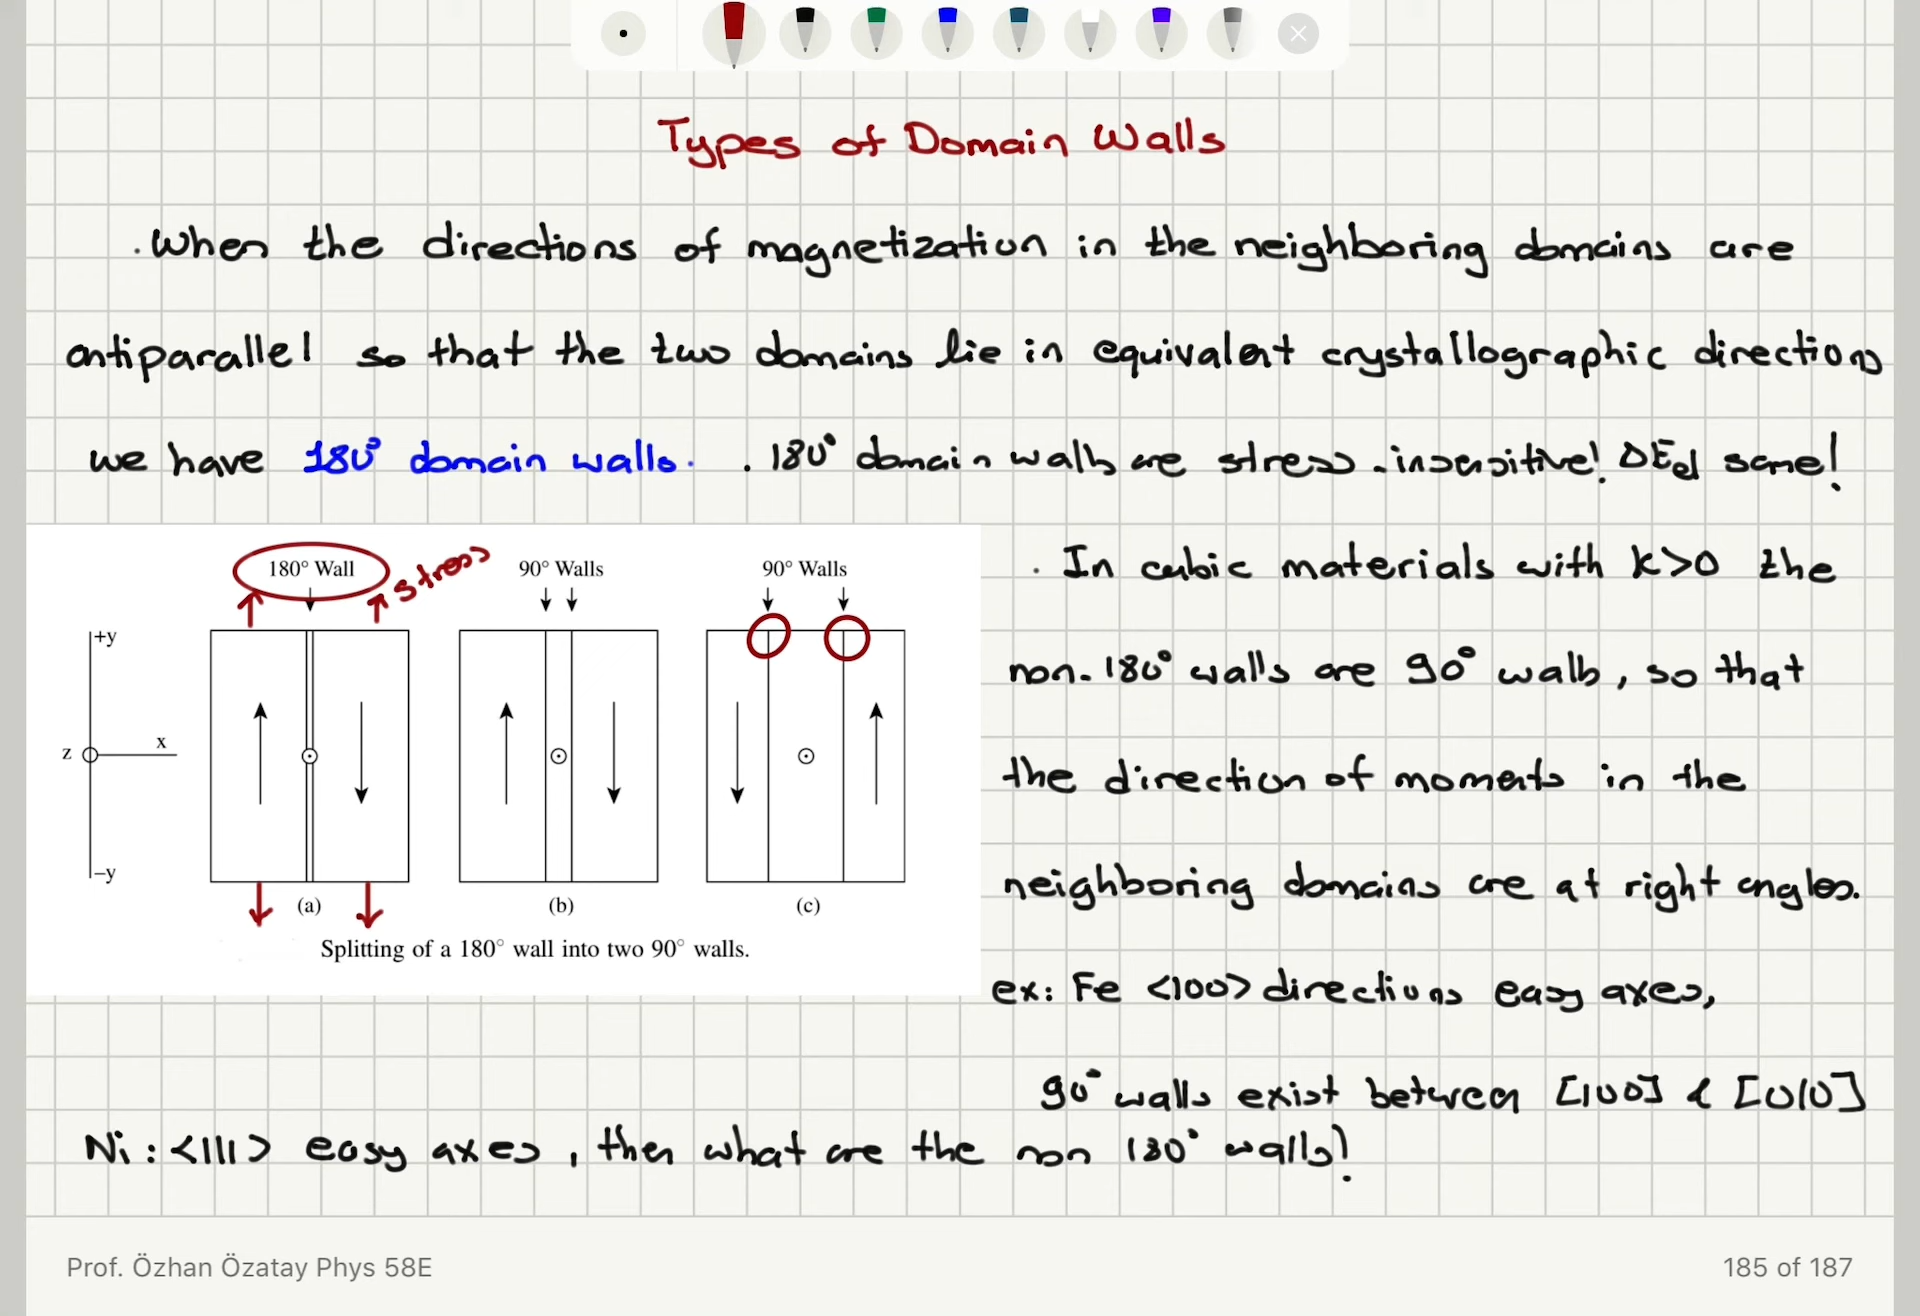 Types of Domain Walls
. When the directions of magnetization in the neighboring domains are
antiparallel so that the two domains lie in equivalent crystallographic directions
we have 180° domain walls. . 180° domain walls are stress-insensitive! ΔEel same!
180° Wall
stress
90° Walls
90° Walls
+y
z
x
-y
(a)
(b)
(c)
Splitting of a 180° wall into two 90° walls.
. In cubic materials with K>0 the
non-180° walls are 90° walls, so that
the direction of moments in the
neighboring domains are at right angles.
ex: Fe <100> directions easy axes,
90° walls exist between [100] & [010]
Ni: <111> easy axes, then what are the non 180° walls?
Prof. Özhan Özatay Phys 58E
185 of 187